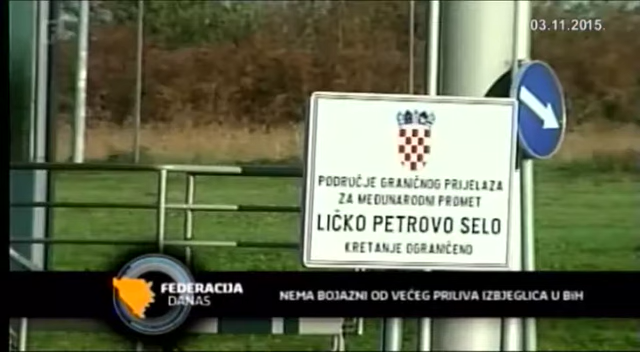 03.11.2015.
PODRUČJE GRANIČNOG PRIJELAZA
ZA MEĐUNARODNI PROMET
LIČKO PETROVO SELO
KRETANJE OGRANIČENO
FEDERACIJA
DANAS
NEMA BOJAZNI OD VEĆEG PRILIVA IZBJEGLICA U BiH